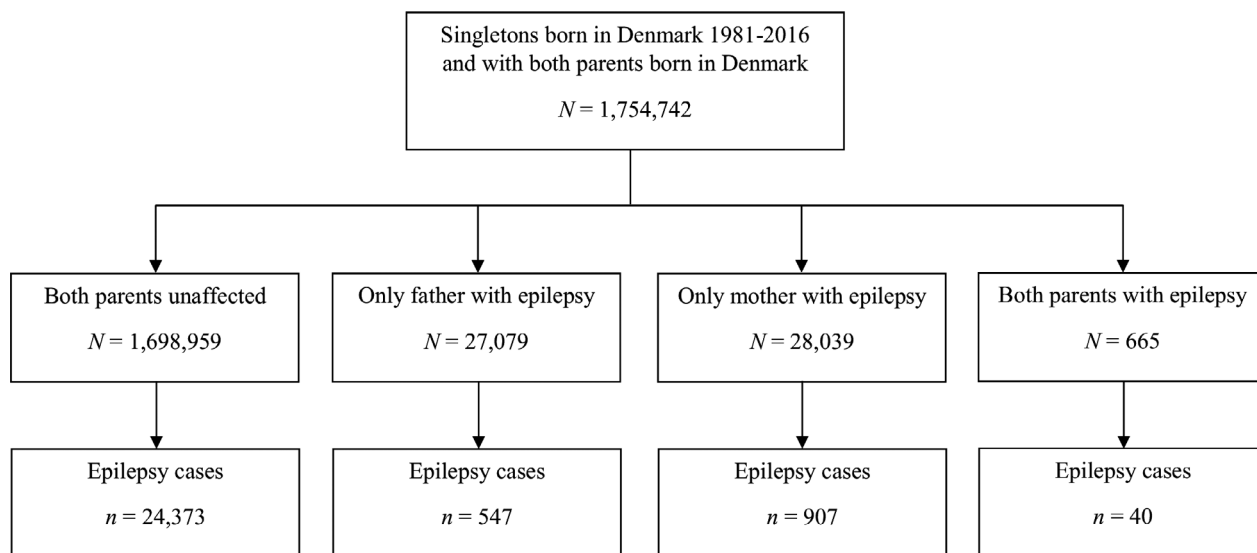 Singletons born in Denmark 1981-2016
and with both parents born in Denmark
N = 1,754,742
Both parents unaffected
N = 1,698,959
Only father with epilepsy
N = 27,079
Only mother with epilepsy
N = 28,039
Both parents with epilepsy
N = 665
Epilepsy cases
n = 24,373
Epilepsy cases
n = 547
Epilepsy cases
n = 907
Epilepsy cases
n = 40